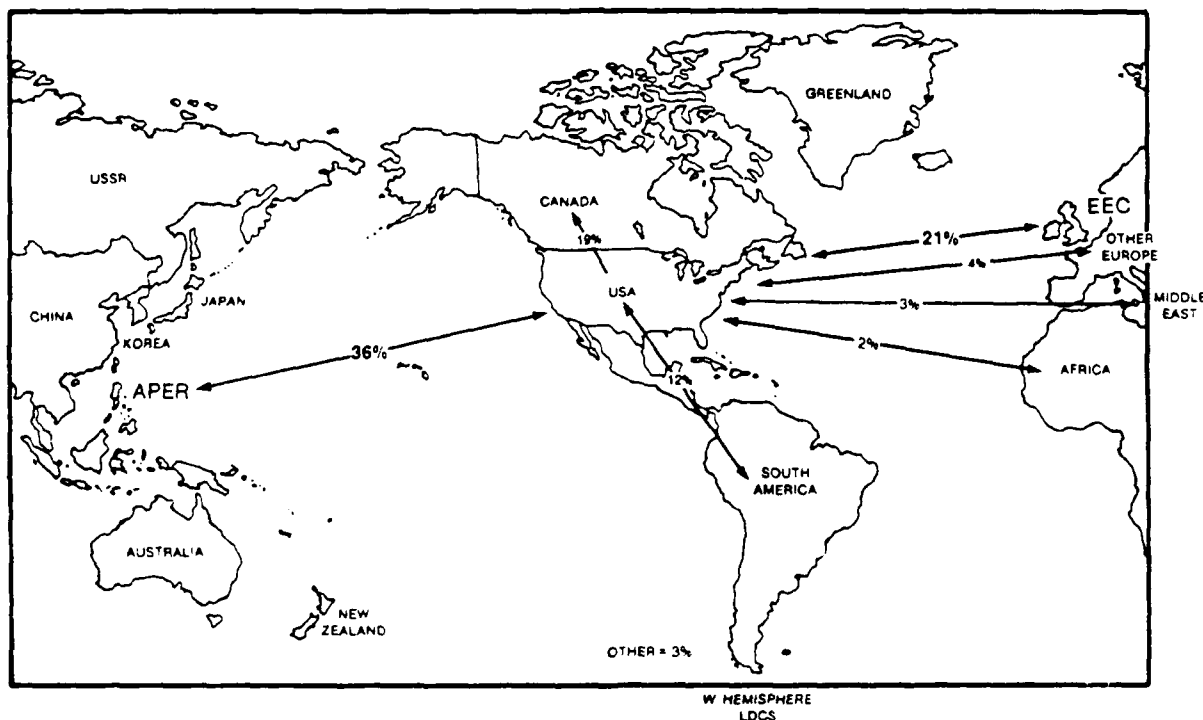 GREENLAND
USSR
CANADA
EEC
21%
19%
OTHER
EUROPE
4%
USA
JAPAN
3%
MIDDLE
EAST
CHINA
KOREA
2%
36%
AFRICA
12%
APER
SOUTH
AMERICA
AUSTRALIA
NEW
ZEALAND
OTHER = 3%
W HEMISPHERE
LDCS